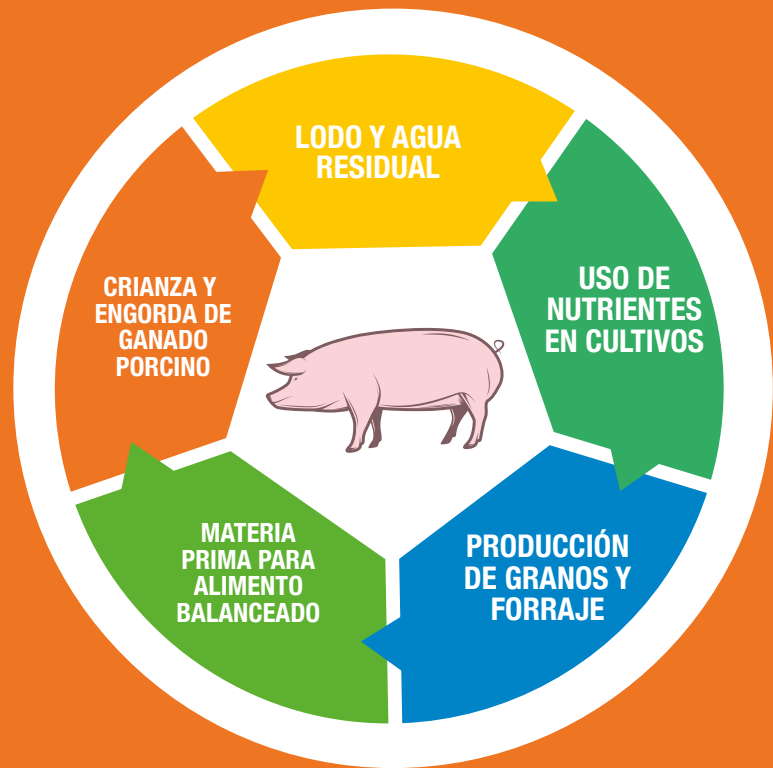 LODO Y AGUA
RESIDUAL
USO DE
NUTRIENTES
EN CULTIVOS
PRODUCCIÓN
DE GRANOS Y
FORRAJE
MATERIA
PRIMA PARA
ALIMENTO
BALANCEADO
CRIANZA Y
ENGORDA DE
GANADO
PORCINO